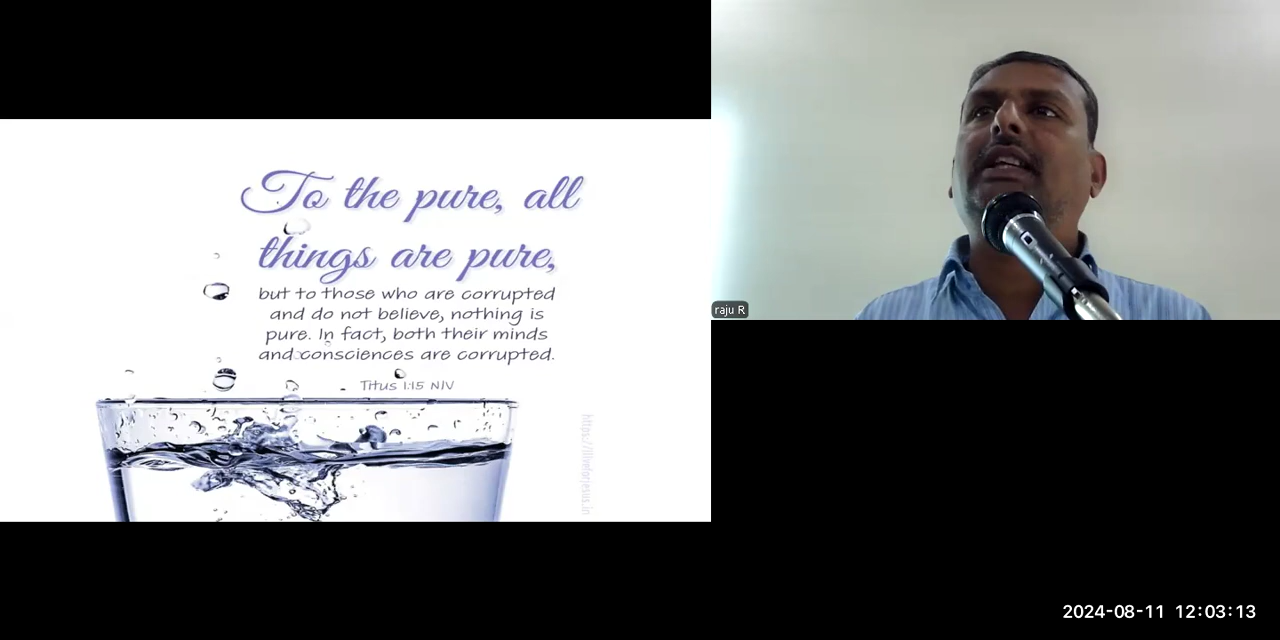 To the pure, all
things are pure,
but to those who are corrupted
and do not believe, nothing is
pure. In fact, both their minds
and consciences are corrupted.
Titus 1:15 NIV
raju R
2024-08-11 12:03:13